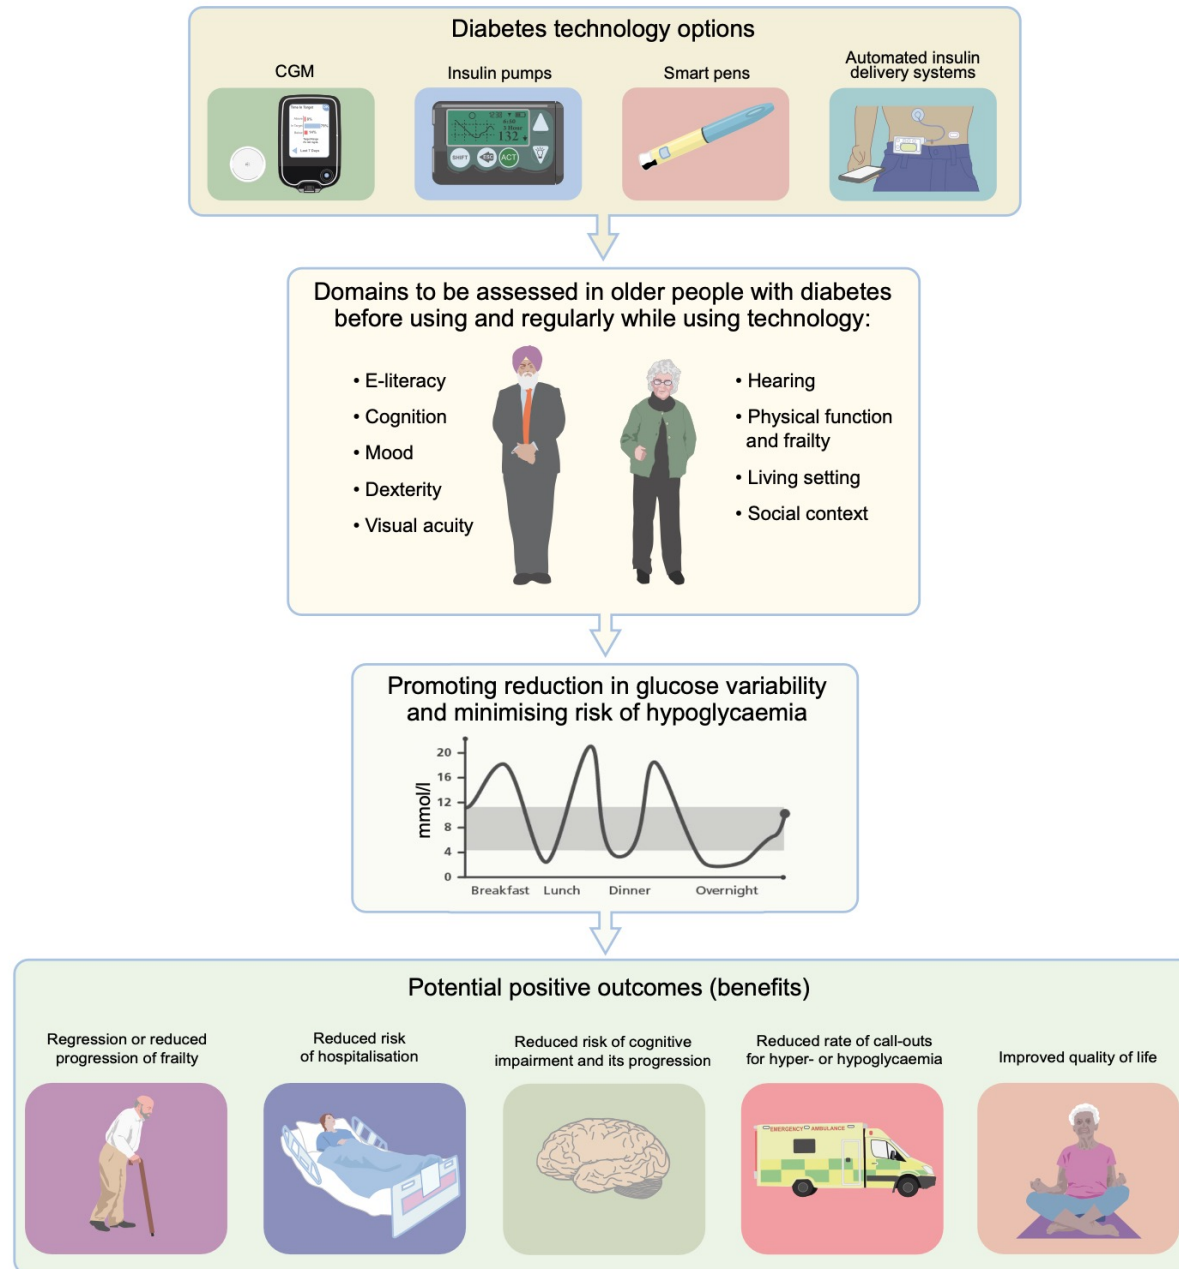 Diabetes technology options
CGM
Insulin pumps
Smart pens
Automated insulin
delivery systems
SHIFT
ESC
ACT
132
Domains to be assessed in older people with diabetes
before using and regularly while using technology:
• E-literacy
• Cognition
• Mood
• Dexterity
• Visual acuity
• Hearing
• Physical function
and frailty
• Living setting
• Social context
Promoting reduction in glucose variability
and minimising risk of hypoglycaemia
mmol/l
20
16
12
8
4
0
Breakfast
Lunch
Dinner
Overnight
Potential positive outcomes (benefits)
Regression or reduced
progression of frailty
Reduced risk
of hospitalisation
Reduced risk of cognitive
impairment and its progression
Reduced rate of call-outs
for hyper- or hypoglycaemia
Improved quality of life
EMERGENCY AMBULANCE